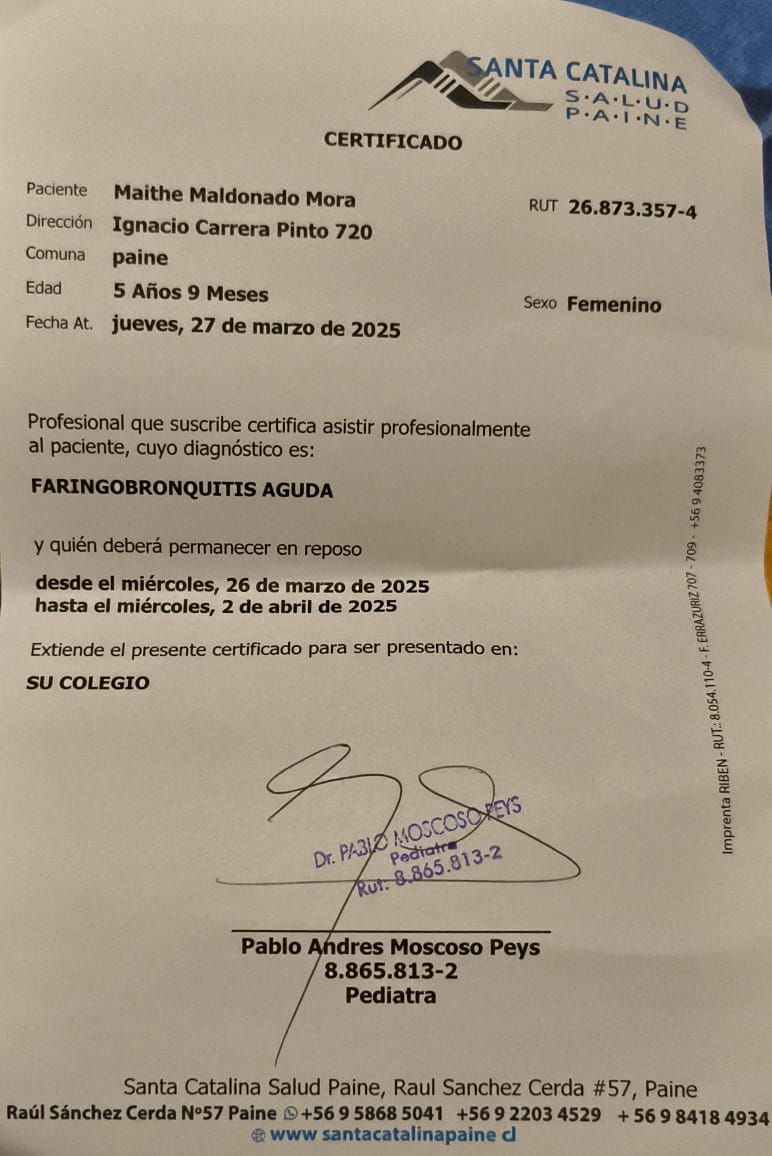 SANTA CATALINA
S·A·L·U·D
P·A·I·N·E
CERTIFICADO
Paciente Maithe Maldonado Mora
RUT 26.873.357-4
Dirección Ignacio Carrera Pinto 720
Comuna paine
Edad 5 Años 9 Meses
Sexo Femenino
Fecha At. jueves, 27 de marzo de 2025
Profesional que suscribe certifica asistir profesionalmente
al paciente, cuyo diagnóstico es:
FARINGOBRONQUITIS AGUDA
y quién deberá permanecer en reposo
desde el miércoles, 26 de marzo de 2025
hasta el miércoles, 2 de abril de 2025
Extiende el presente certificado para ser presentado en:
SU COLEGIO
Imprenta RIBEN - RUT.: 8.054.110-4 - F. ERRAZURIZ 707 - 709 - +56 9 4083373
Dr. PABLO MOSCOSO PEYS
Pediatra
Rut: 8.865.813-2
Pablo Andres Moscoso Peys
8.865.813-2
Pediatra
Santa Catalina Salud Paine, Raul Sanchez Cerda #57, Paine
Raúl Sánchez Cerda Nº57 Paine +56 9 5868 5041 +56 9 2203 4529 + 56 9 8418 4934
www santacatalinapaine cl